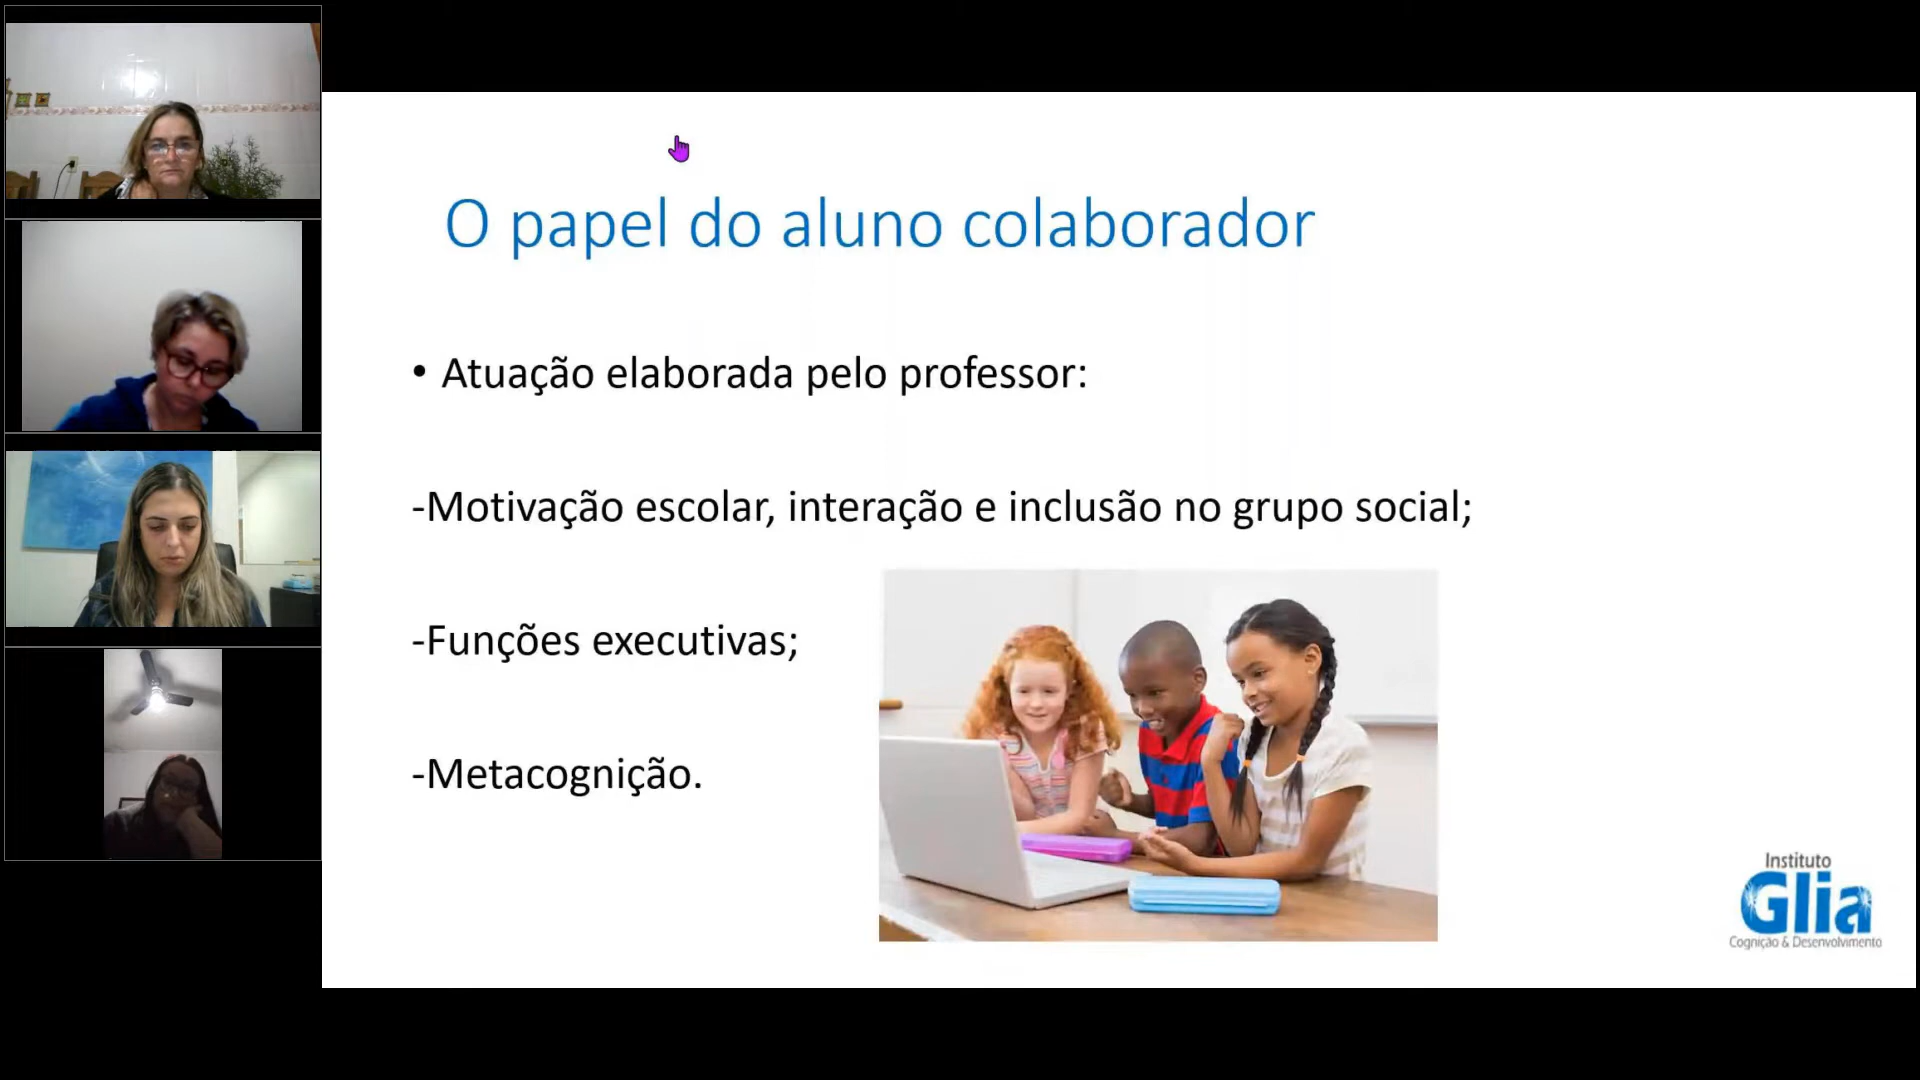 O papel do aluno colaborador
• Atuação elaborada pelo professor:
-Motivação escolar, interação e inclusão no grupo social;
-Funções executivas;
-Metacognição.
Instituto
Glia
Cognição & Desenvolvimento